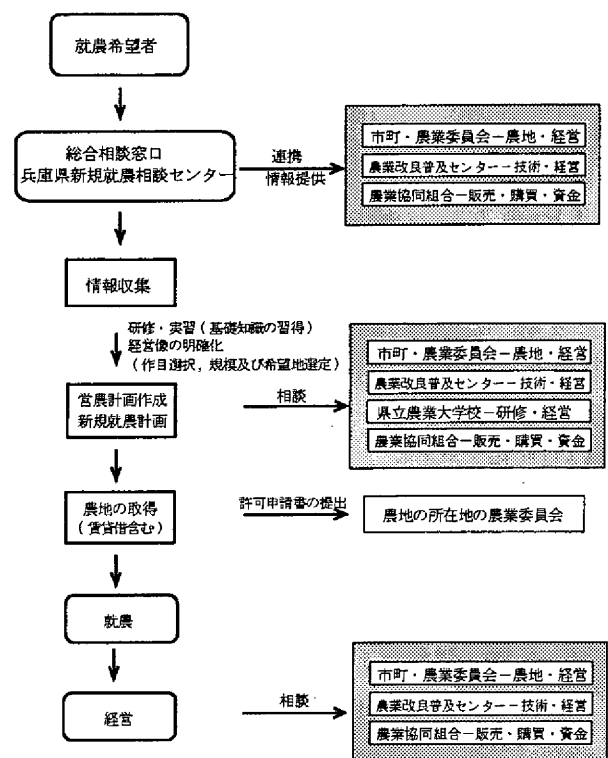 就農希望者
総合相談窓口
兵庫県新規就農相談センター
連携
情報提供
市町・農業委員会－農地・経営
農業改良普及センター－技術・経営
農業協同組合－販売・購買・資金
情報収集
研修・実習(基礎知識の習得)
経営像の明確化
(作目選択,規模及び希望地選定)
営農計画作成
新規就農計画
相談
市町・農業委員会－農地・経営
農業改良普及センター－技術・経営
県立農業大学校－研修・経営
農業協同組合－販売・購買・資金
農地の取得
(賃貸借含む)
許可申請書の提出
農地の所在地の農業委員会
就農
経営
相談
市町・農業委員会－農地・経営
農業改良普及センター－技術・経営
農業協同組合－販売・購買・資金